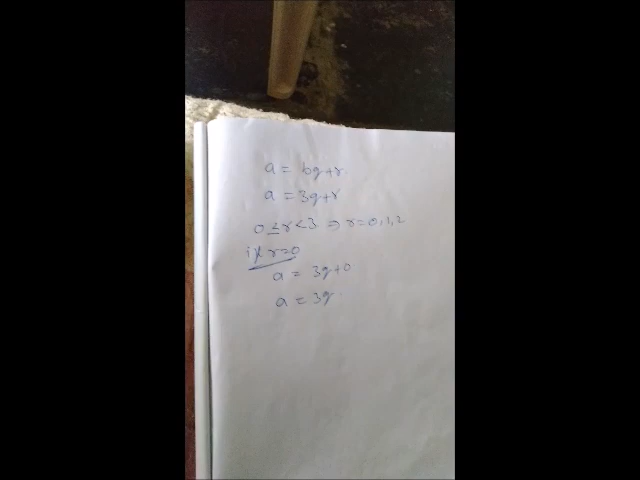 a = bq+r.
a = 3q+r
0 ≤ r < 3 ⇒ r=0,1,2
if r=0
a = 3q+0
a = 3q.